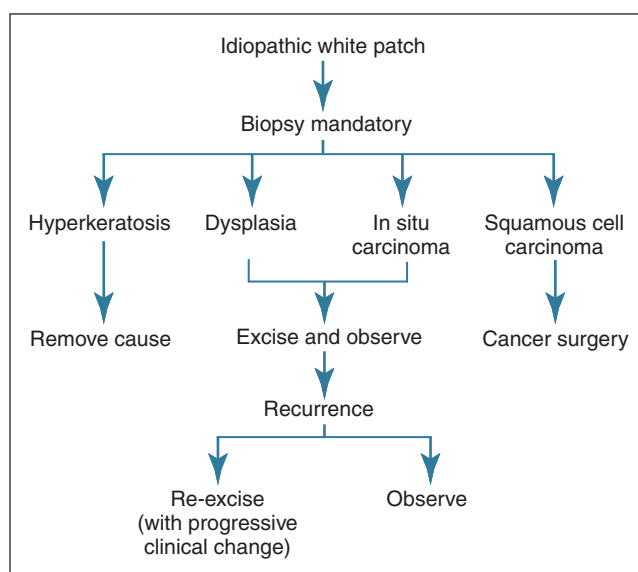 Idiopathic white patch
Biopsy mandatory
Hyperkeratosis
Dysplasia
In situ
carcinoma
Squamous cell
carcinoma
Remove cause
Excise and observe
Cancer surgery
Recurrence
Re-excise
(with progressive
clinical change)
Observe